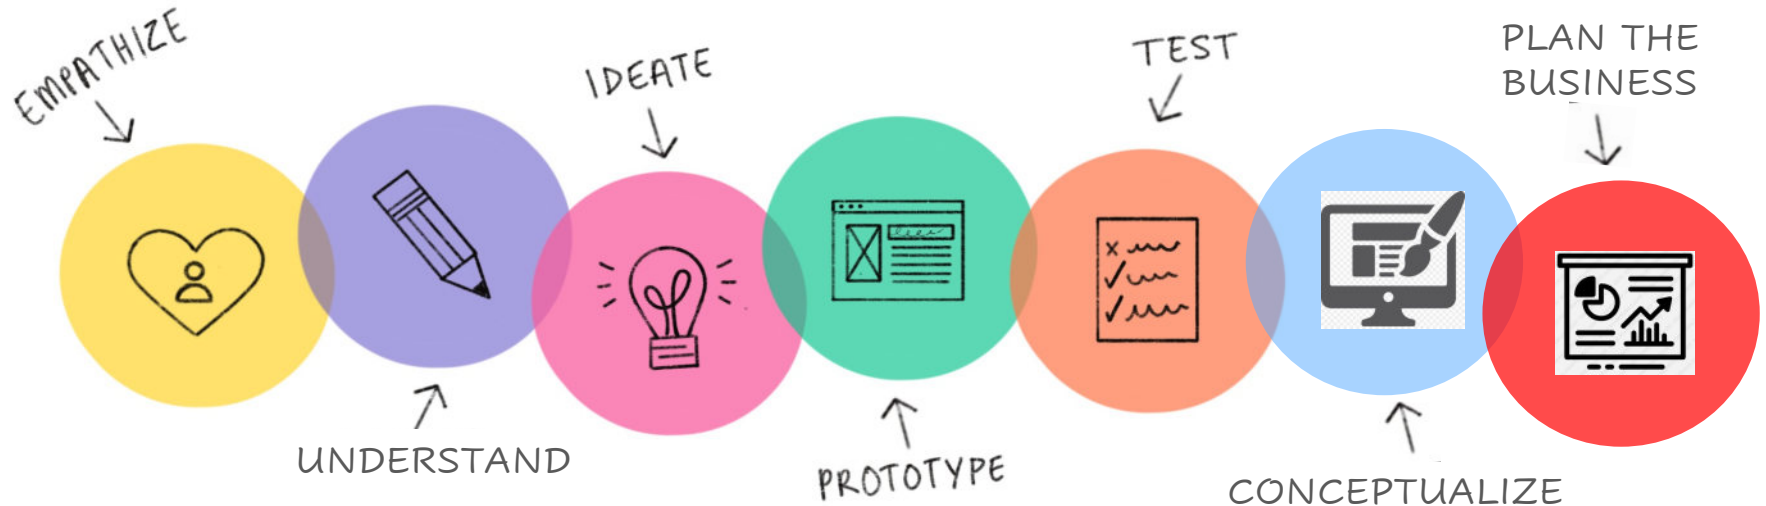 EMPATHIZE
UNDERSTAND
IDEATE
PROTOTYPE
TEST
CONCEPTUALIZE
PLAN THE
BUSINESS